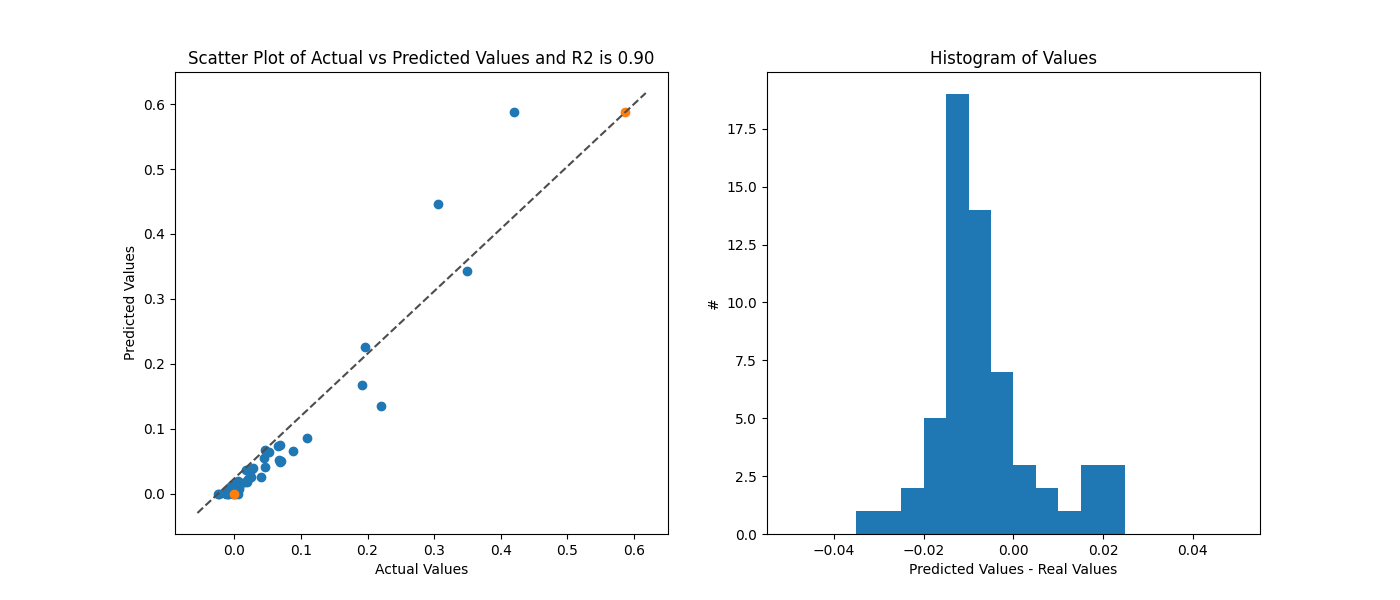 Scatter Plot of Actual vs Predicted Values and R2 is 0.90
0.6
0.5
0.4
0.3
0.2
0.1
0.0
Predicted Values
0.0 0.1 0.2 0.3 0.4 0.5 0.6
Actual Values
Histogram of Values
17.5
15.0
12.5
10.0
7.5
5.0
2.5
0.0
#
−0.04 −0.02 0.00 0.02 0.04
Predicted Values - Real Values